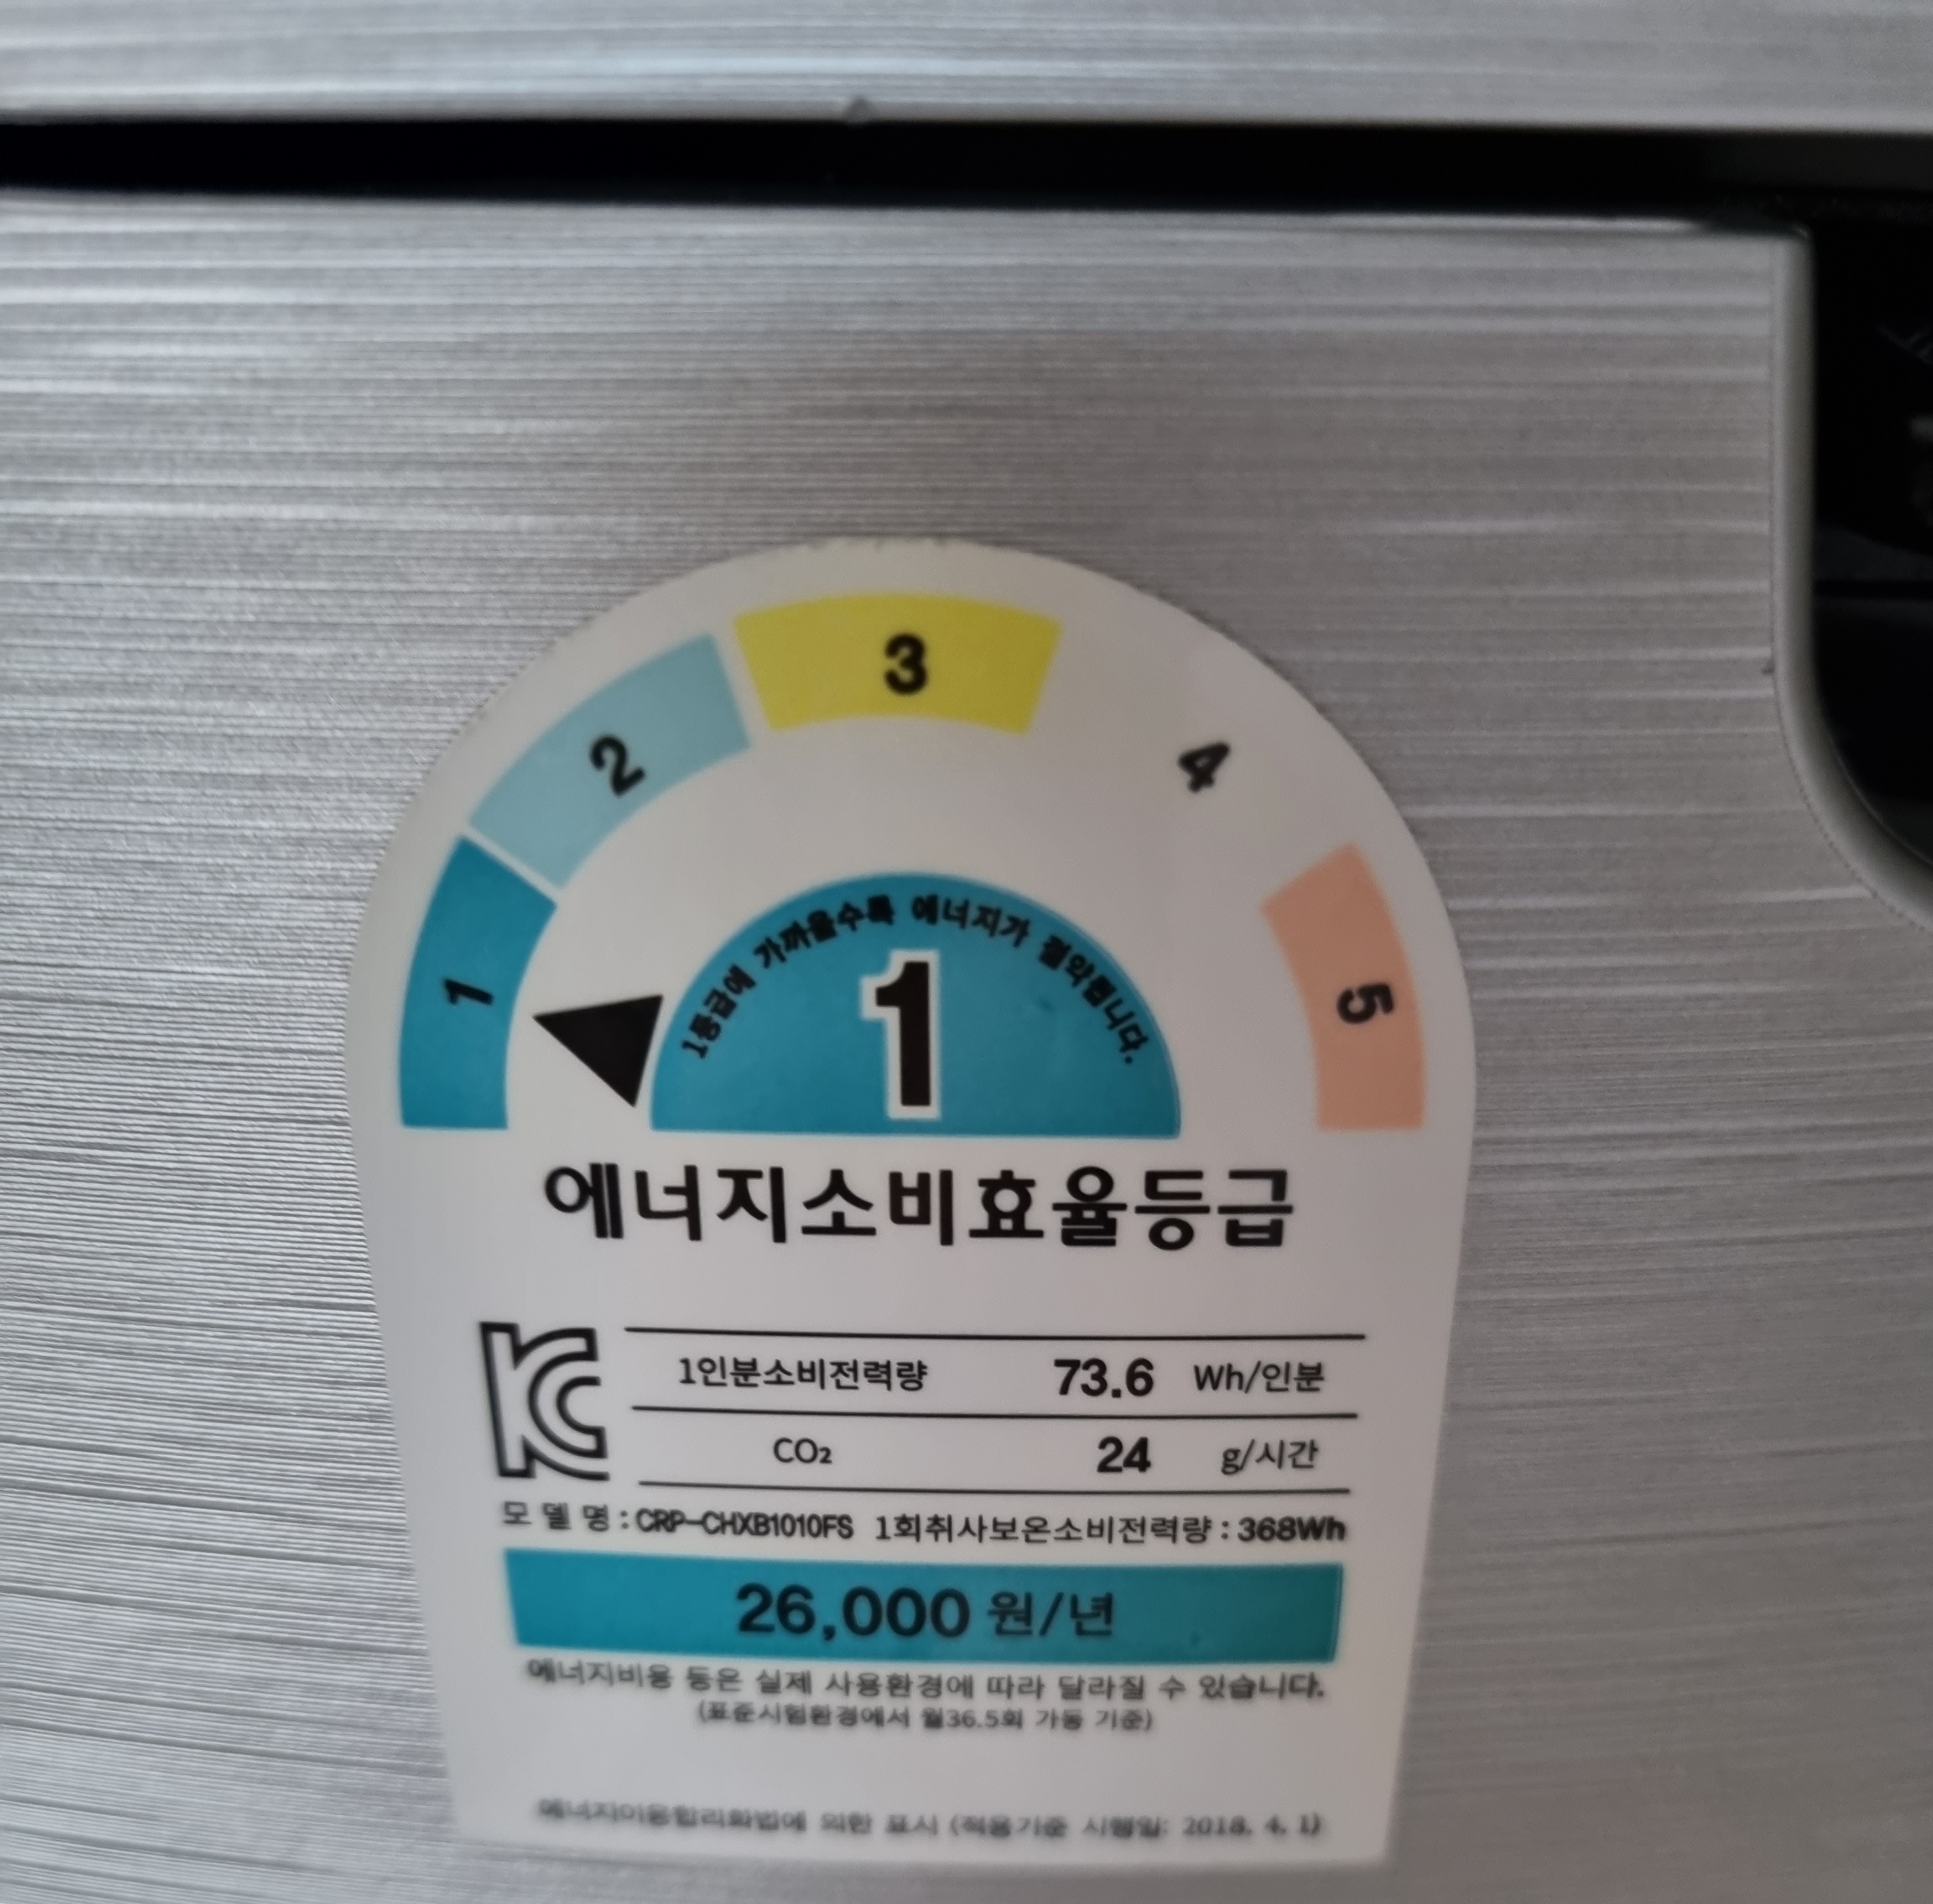 3
2
4
1
5
1등급에 가까울수록 에너지가 절약됩니다.
1
에너지소비효율등급
1인분소비전력량 73.6 Wh/인분
CO₂ 24 g/시간
모델명 : CRP-CHXB1010FS 1회취사보온소비전력량 : 368Wh
26,000 원/년
에너지비용 등은 실제 사용환경에 따라 달라질 수 있습니다.
(표준시험환경에서 월36.5회 가동 기준)
에너지이용합리화법에 의한 표시 (적용기준 시행일: 2018. 4. 1)